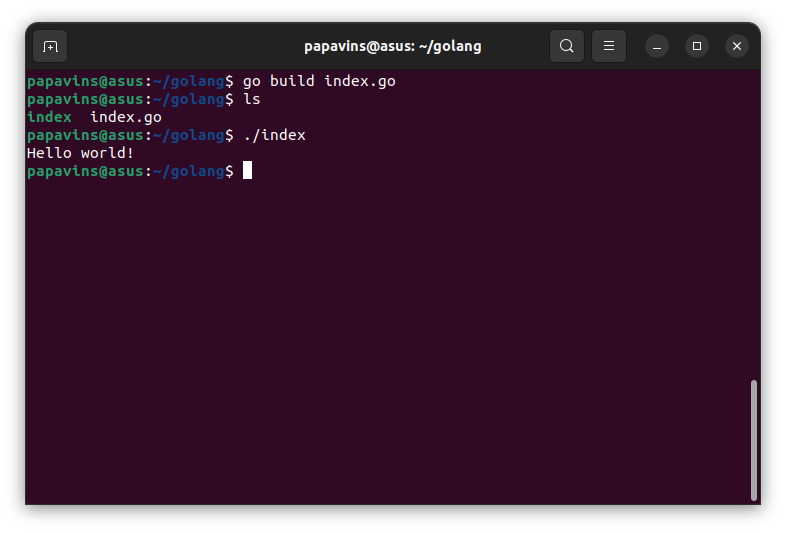 papavins@asus: ~/golang
papavins@asus:~/golang$ go build index.go
papavins@asus:~/golang$ ls
index  index.go
papavins@asus:~/golang$ ./index
Hello world!
papavins@asus:~/golang$